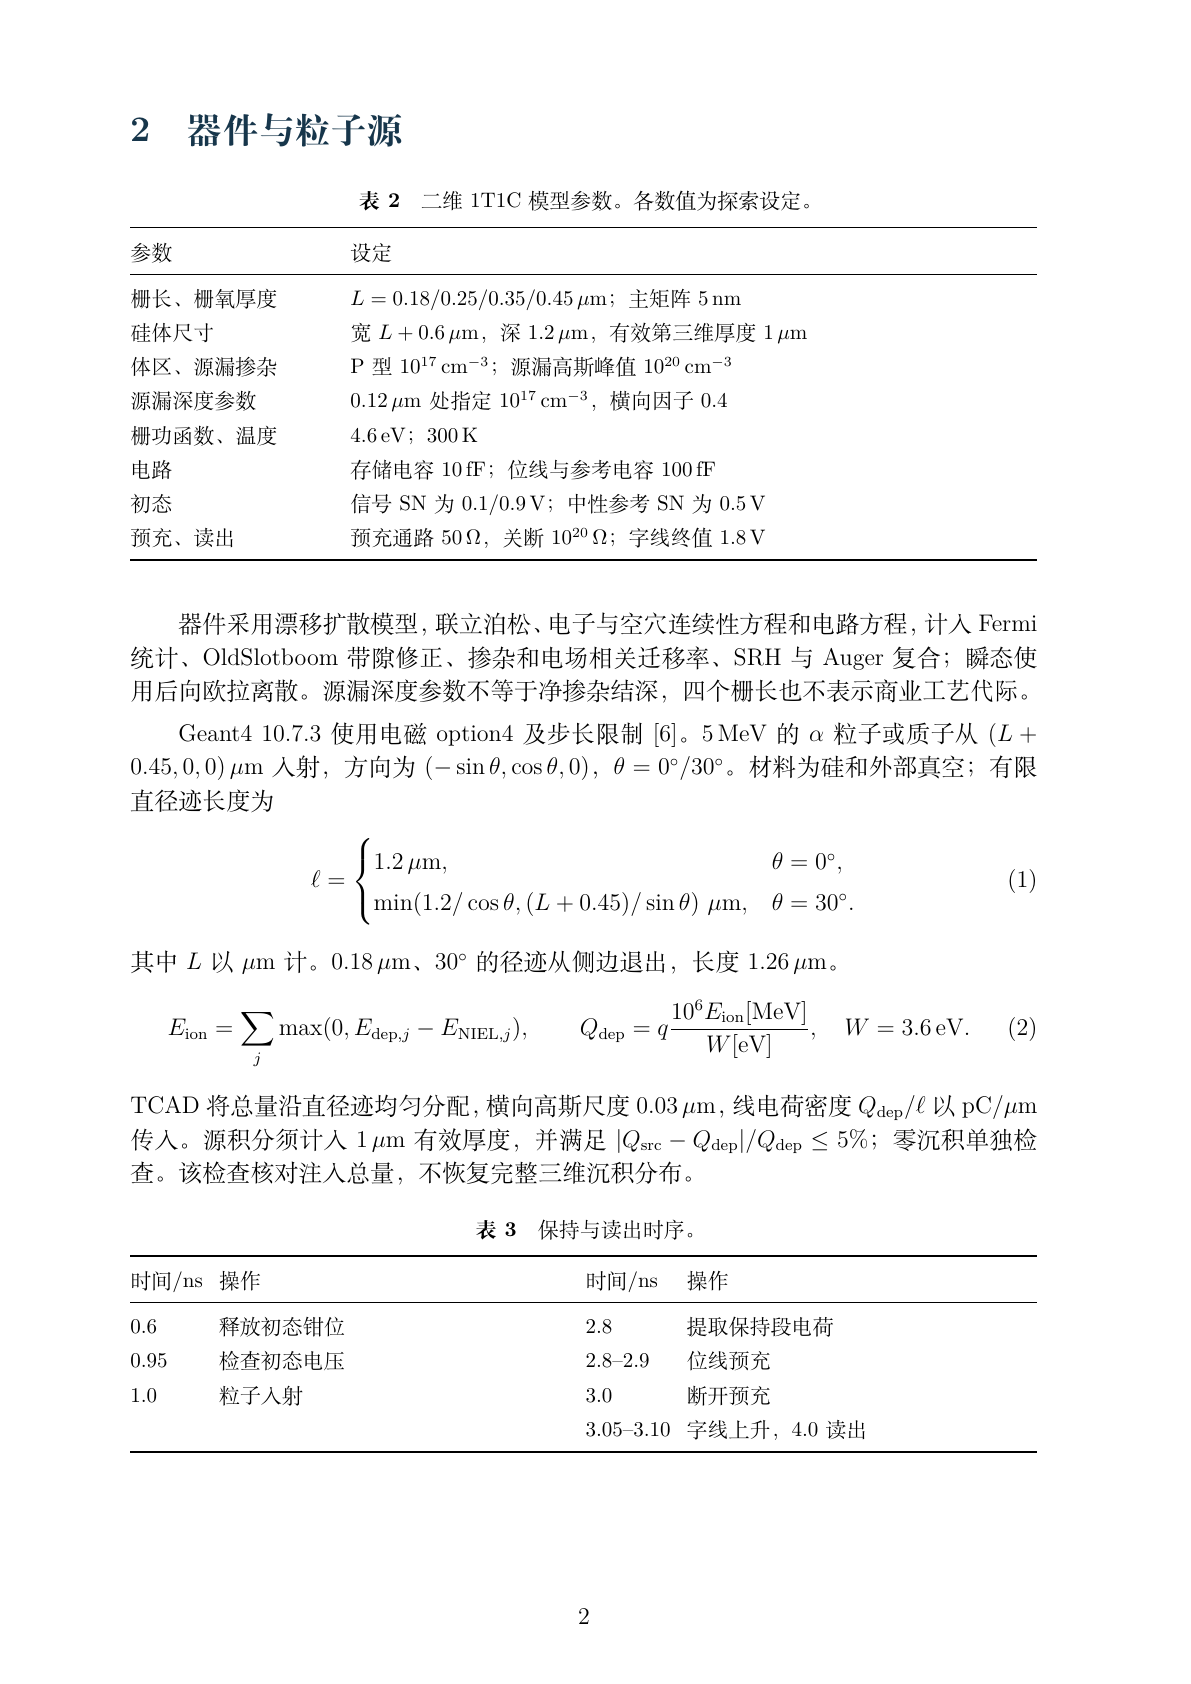 2 器件与粒子源
表 2 二维 1T1C 模型参数。各数值为探索设定。
参数 设定
栅长、栅氧厚度 L = 0.18/0.25/0.35/0.45 μm；主矩阵 5 nm
硅体尺寸 宽 L + 0.6 μm，深 1.2 μm，有效第三维厚度 1 μm
体区、源漏掺杂 P 型 10¹⁷ cm⁻³；源漏高斯峰值 10²⁰ cm⁻³
源漏深度参数 0.12 μm 处指定 10¹⁷ cm⁻³，横向因子 0.4
栅功函数、温度 4.6 eV；300 K
电路 存储电容 10 fF；位线与参考电容 100 fF
初态 信号 SN 为 0.1/0.9 V；中性参考 SN 为 0.5 V
预充、读出 预充通路 50 Ω，关断 10²⁰ Ω；字线终值 1.8 V
器件采用漂移扩散模型，联立泊松、电子与空穴连续性方程和电路方程，计入 Fermi
统计、OldSlotboom 带隙修正、掺杂和电场相关迁移率、SRH 与 Auger 复合；瞬态使
用后向欧拉离散。源漏深度参数不等于净掺杂结深，四个栅长也不表示商业工艺代际。
Geant4 10.7.3 使用电磁 option4 及步长限制 [6]。5 MeV 的 α 粒子或质子从 (L +
0.45, 0, 0) μm 入射，方向为 (− sin θ, cos θ, 0)，θ = 0°/30°。材料为硅和外部真空；有限
直径迹长度为
ℓ = { 1.2 μm, θ = 0°,
min(1.2/ cos θ, (L + 0.45)/ sin θ) μm, θ = 30°. (1)
其中 L 以 μm 计。0.18 μm、30° 的径迹从侧边退出，长度 1.26 μm。
E_ion = ∑_j max(0, E_dep,j − E_NIEL,j), Q_dep = q 10⁶E_ion[MeV] / W[eV], W = 3.6 eV. (2)
TCAD 将总量沿直径迹均匀分配，横向高斯尺度 0.03 μm，线电荷密度 Q_dep/ℓ 以 pC/μm
传入。源积分须计入 1 μm 有效厚度，并满足 |Q_src − Q_dep|/Q_dep ≤ 5%；零沉积单独检
查。该检查核对注入总量，不恢复完整三维沉积分布。
表 3 保持与读出时序。
时间/ns 操作 时间/ns 操作
0.6 释放初态钳位 2.8 提取保持段电荷
0.95 检查初态电压 2.8–2.9 位线预充
1.0 粒子入射 3.0 断开预充
3.05–3.10 字线上升，4.0 读出
2